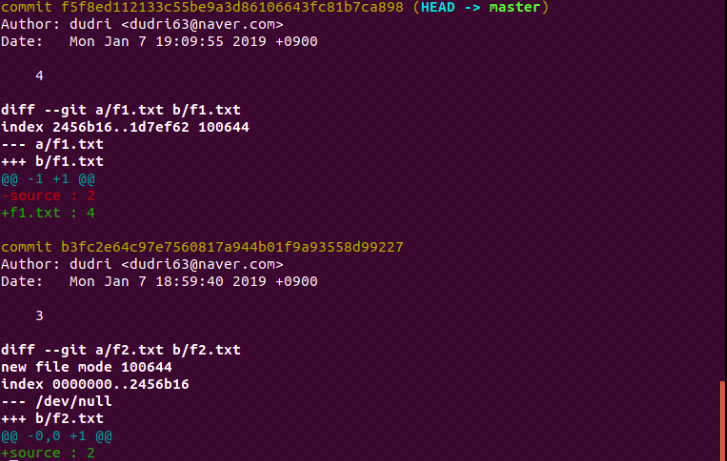 commit f5f8ed112133c55be9a3d86106643fc81b7ca898 (HEAD -> master)
Author: dudri <dudri63@naver.com>
Date:   Mon Jan 7 19:09:55 2019 +0900

    4

diff --git a/f1.txt b/f1.txt
index 2456b16..1d7ef62 100644
--- a/f1.txt
+++ b/f1.txt
@@ -1 +1 @@
-source : 2
+f1.txt : 4

commit b3fc2e64c97e7560817a944b01f9a93558d99227
Author: dudri <dudri63@naver.com>
Date:   Mon Jan 7 18:59:40 2019 +0900

    3

diff --git a/f2.txt b/f2.txt
new file mode 100644
index 0000000..2456b16
--- /dev/null
+++ b/f2.txt
@@ -0,0 +1 @@
+source : 2